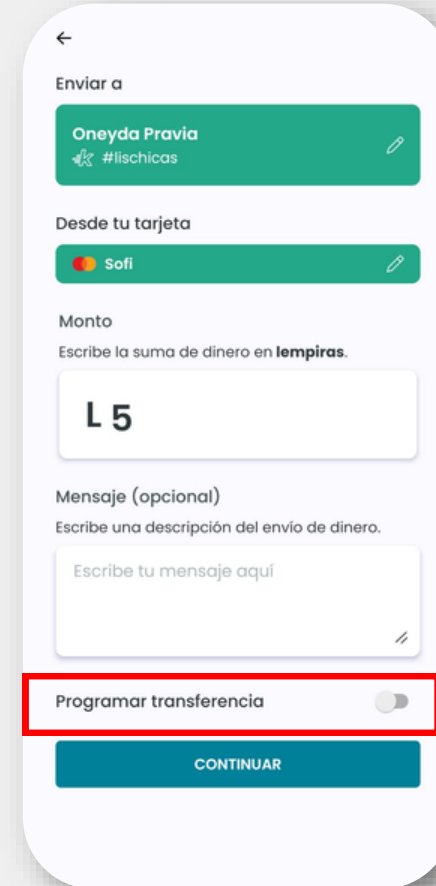 Enviar a
Oneyda Pravia
#lischicas
Desde tu tarjeta
Sofi
Monto
Escribe la suma de dinero en lempiras.
L 5
Mensaje (opcional)
Escribe una descripción del envío de dinero.
Escribe tu mensaje aquí
Programar transferencia
CONTINUAR